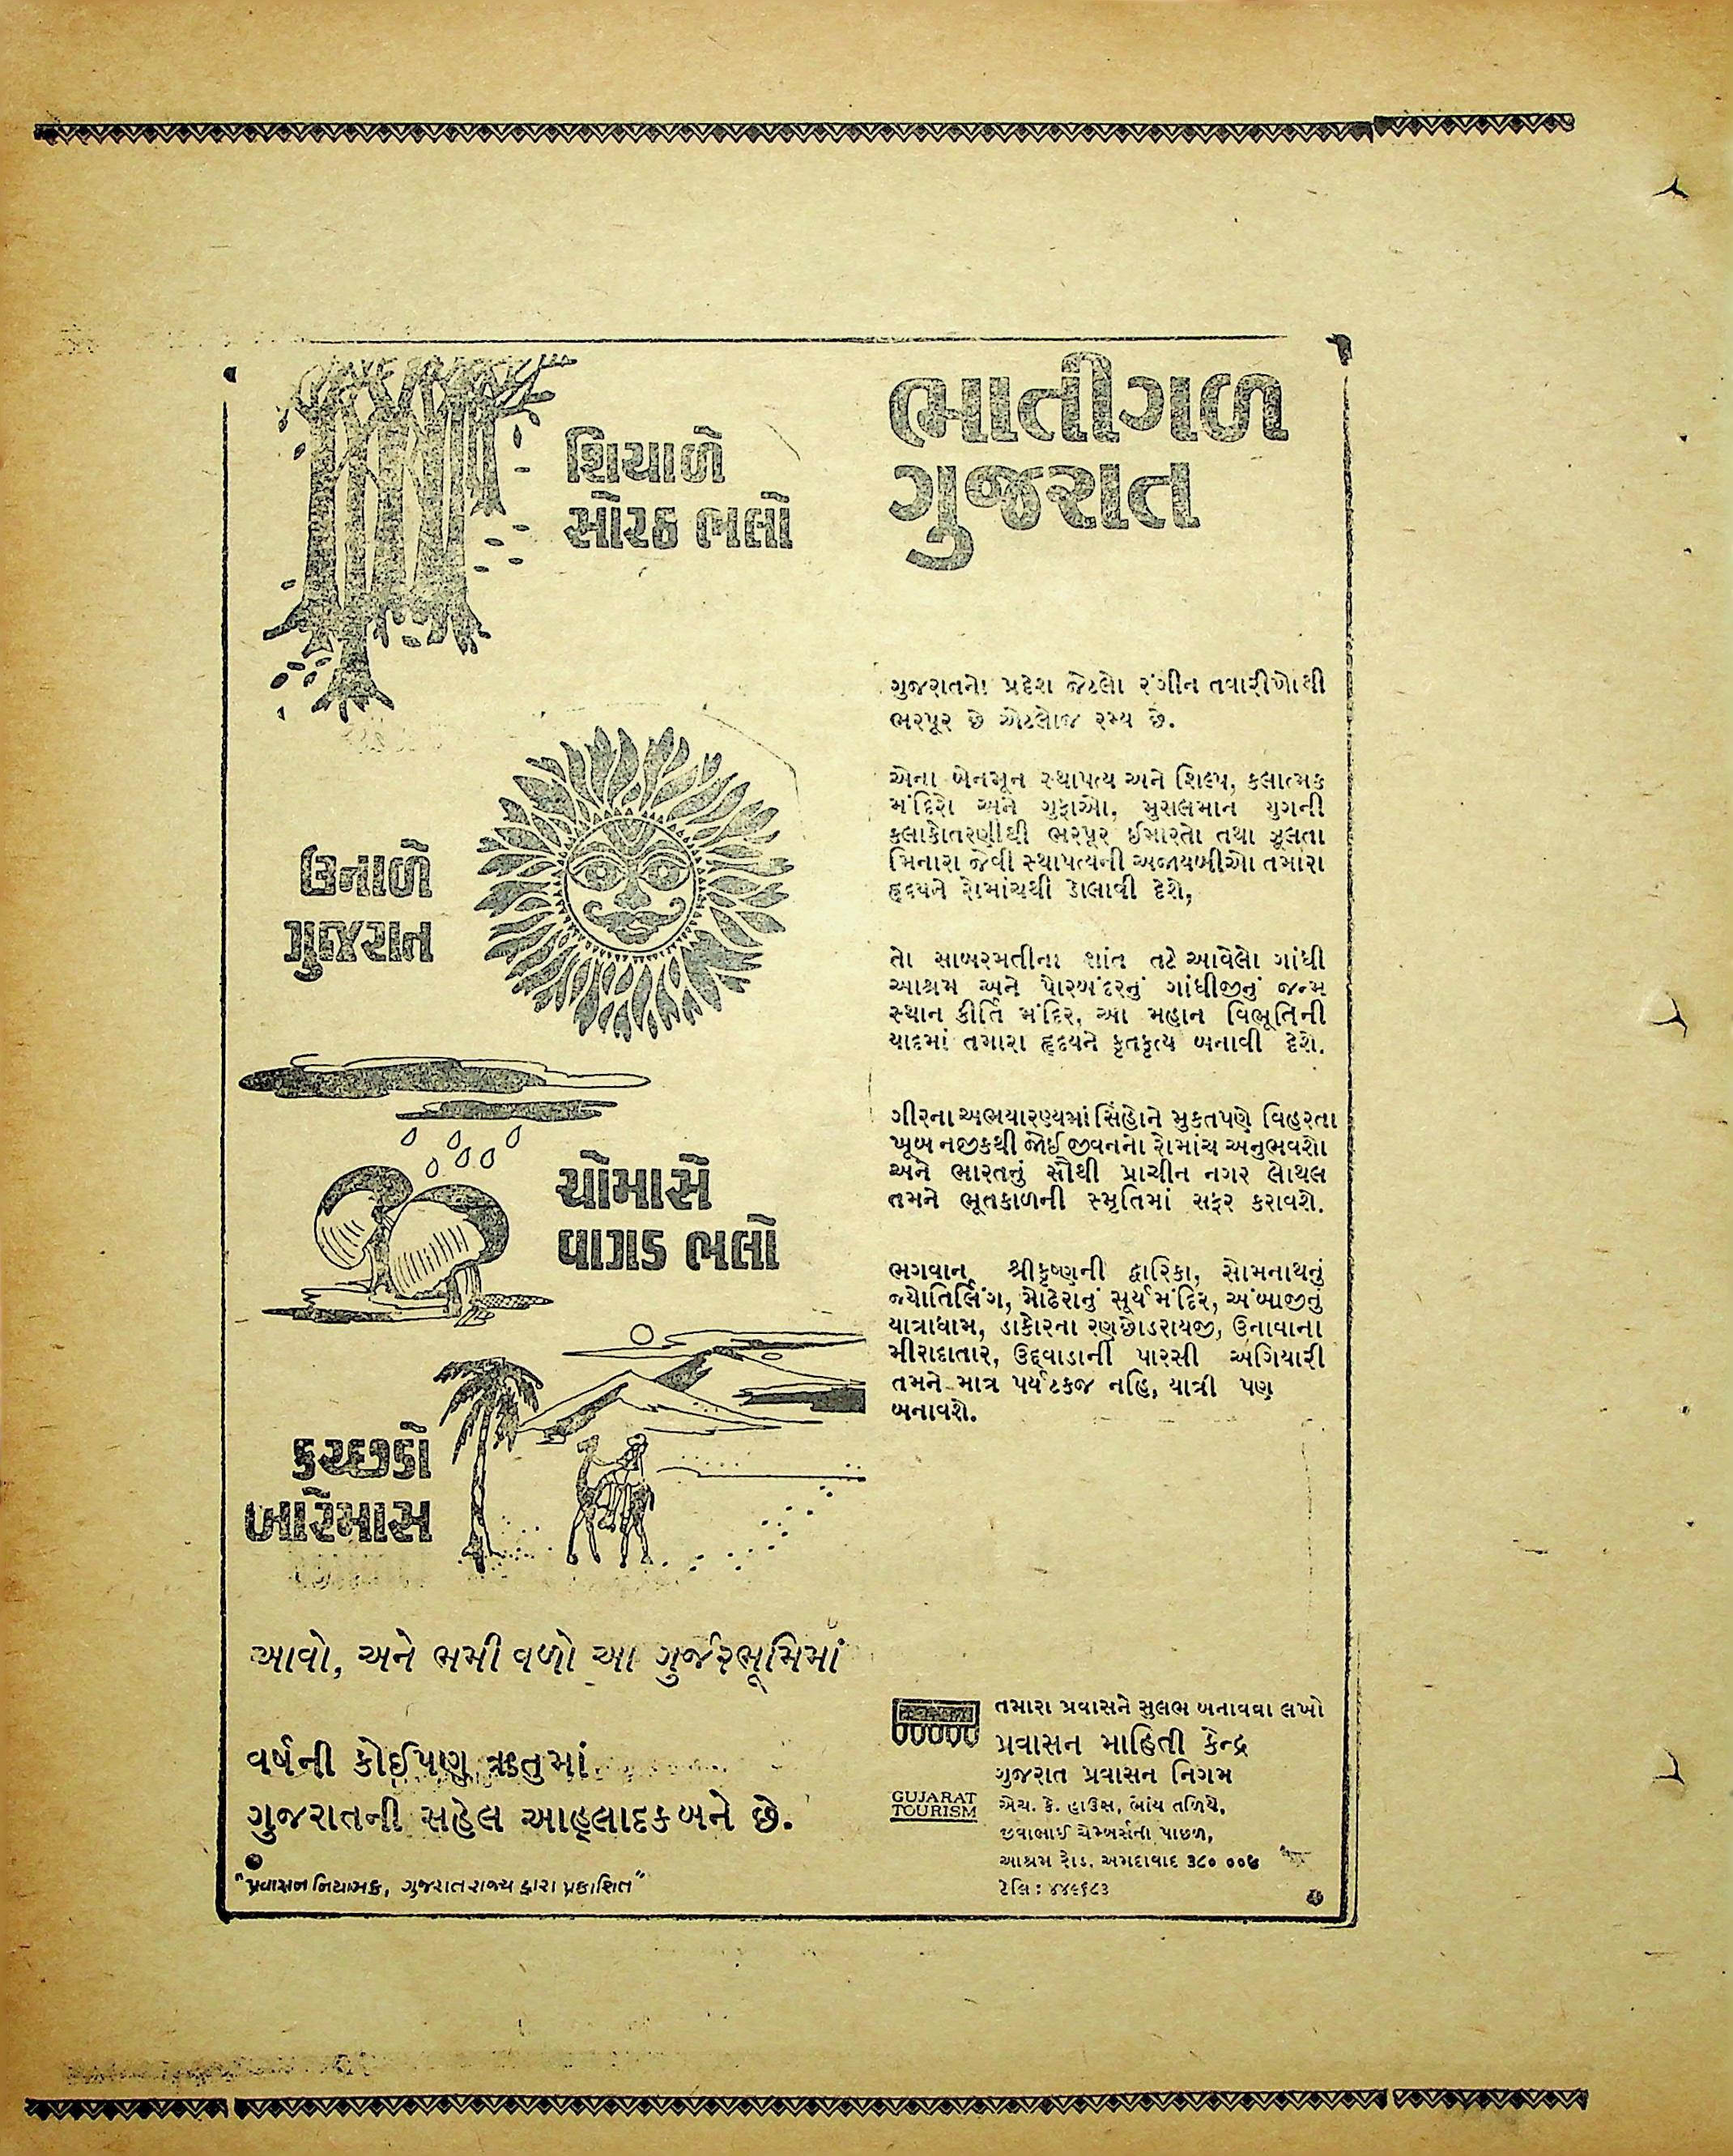 શિયાળે
સોરઠ ભલો
ઉનાળે
ગુજરાત
ચોમાસે
વાગડ ભલો
કચ્છડો
બારેમાસ
આવો, અને ભમી વળો આ ગુર્જરભૂમિમાં
વર્ષની કોઈપણ ઋતુમાં
ગુજરાતની સહેલ આહ્લાદક બને છે.
"પ્રવાસન નિયામક, ગુજરાત રાજ્ય દ્વારા પ્રકાશિત"
ભાતીગળ
ગુજરાત
ગુજરાતનો પ્રદેશ જેટલો રંગીન તવારીખોથી
ભરપૂર છે એટલોજ રમ્ય છે.
એના બેનમૂન સ્થાપત્ય અને શિલ્પ, કલાત્મક
મંદિરો અને ગુફાઓ, મુસલમાન યુગની
કલાકોતરણીથી ભરપૂર ઈમારતો તથા ઝૂલતા
મિનારા જેવી સ્થાપત્યની અજાયબીઓ તમારા
હૃદયને રોમાંચથી ડોલાવી દેશે,
તો સાબરમતીના શાંત તટે આવેલો ગાંધી
આશ્રમ અને પોરબંદરનું ગાંધીજીનું જન્મ
સ્થાન કીર્તિ મંદિર, આ મહાન વિભૂતિની
યાદમાં તમારા હૃદયને કૃતકૃત્ય બનાવી દેશે.
ગીરના અભયારણ્યમાં સિંહોને મુકતપણે વિહરતા
ખૂબ નજીકથી જોઈ જીવનનો રોમાંચ અનુભવશો
અને ભારતનું સૌથી પ્રાચીન નગર લોથલ
તમને ભૂતકાળની સ્મૃતિમાં સફર કરાવશે.
ભગવાન શ્રીકૃષ્ણની દ્વારિકા, સોમનાથનું
જ્યોતિર્લિંગ, મોઢેરાનું સૂર્યમંદિર, અંબાજીનું
યાત્રાધામ, ડાકોરના રણછોડરાયજી, ઉનાવાના
મીરાદાતાર, ઉદ્દવાડાની પારસી અગિયારી
તમને માત્ર પર્યટકજ નહિ, યાત્રી પણ
બનાવશે.
તમારા પ્રવાસને સુલભ બનાવવા લખો
પ્રવાસન માહિતી કેન્દ્ર
ગુજરાત પ્રવાસન નિગમ
GUJARAT
TOURISM
એચ. કે. હાઉસ, ભોંય તળિયે,
જીવાભાઈ ચેમ્બર્સની પાછળ,
આશ્રમ રોડ, અમદાવાદ ૩૮૦ ૦૦૯
ટેલિ : ૪૪૯૬૮૩